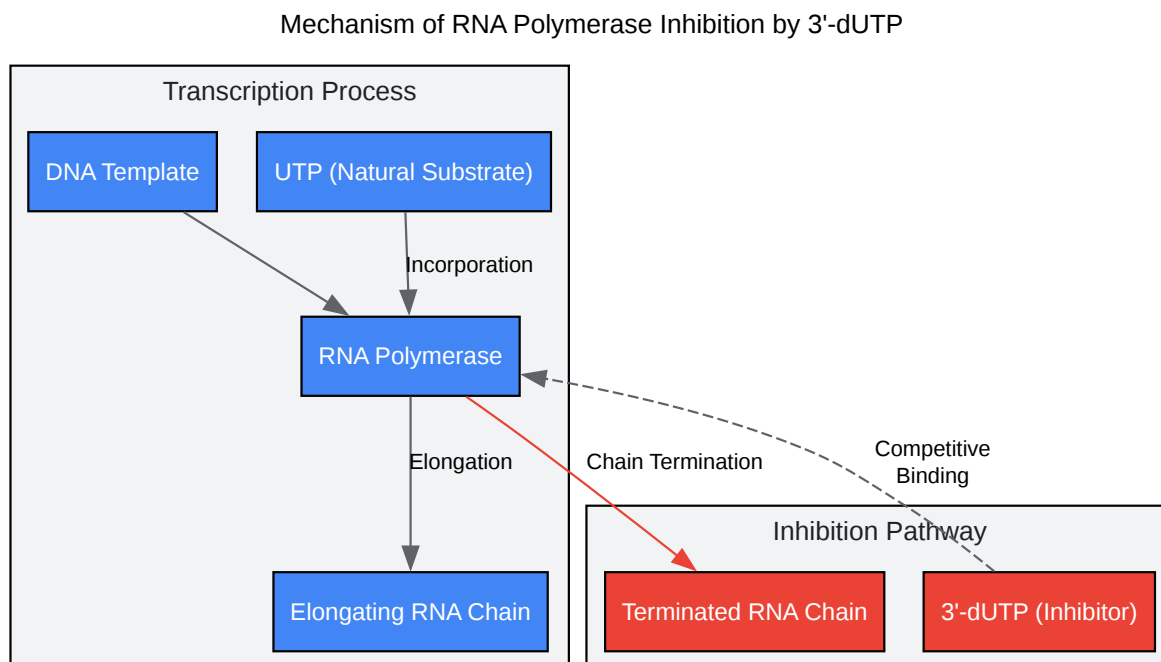 Mechanism of RNA Polymerase Inhibition by 3'-dUTP
Transcription Process
DNA Template
UTP (Natural Substrate)
Incorporation
RNA Polymerase
Elongation
Chain Termination
Competitive
Binding
Inhibition Pathway
Elongating RNA Chain
Terminated RNA Chain
3'-dUTP (Inhibitor)